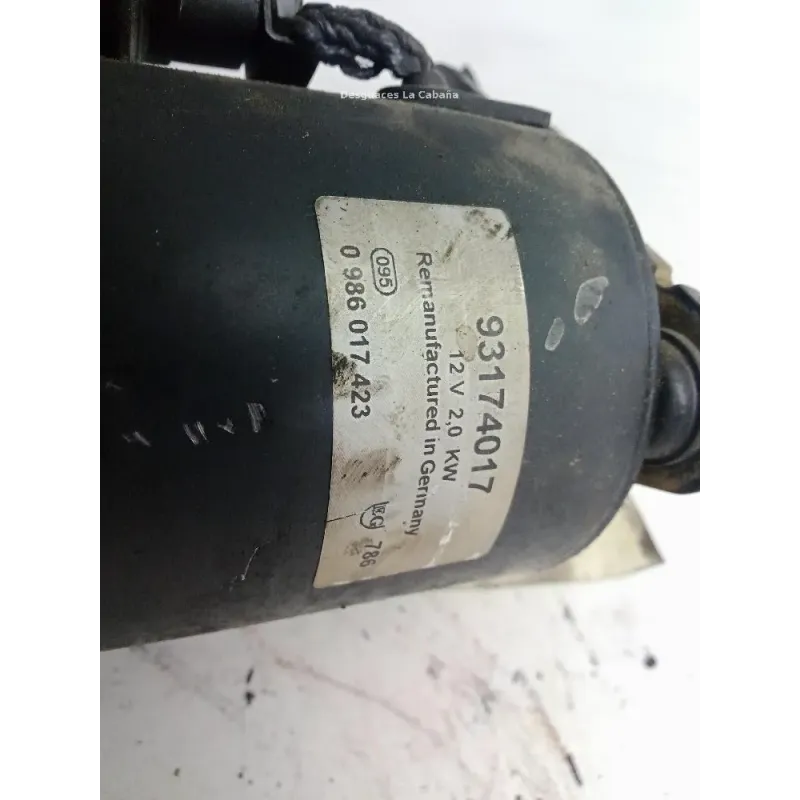 Desguaces La Cabaña
93174017
12 V 2,0 KW
Remanufactured in Germany
095
0 986 017 423
786